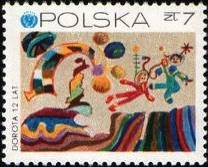 POLSKA zł 7
DOROTA 12 LAT